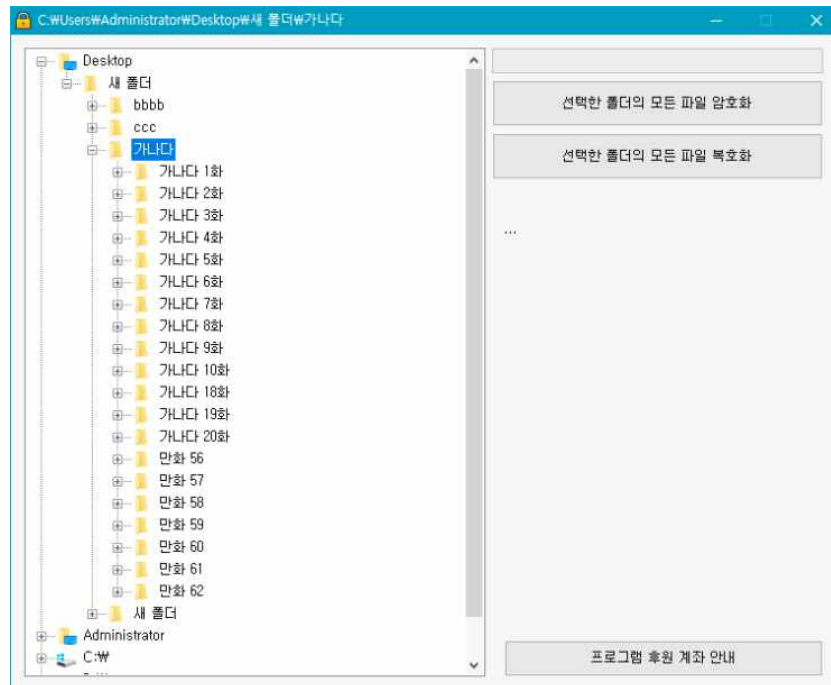 C:₩Users₩Administrator₩Desktop₩새 폴더₩가나다
Desktop
새 폴더
bbbb
ccc
가나다
가나다 1화
가나다 2화
가나다 3화
가나다 4화
가나다 5화
가나다 6화
가나다 7화
가나다 8화
가나다 9화
가나다 10화
가나다 18화
가나다 19화
가나다 20화
만화 56
만화 57
만화 58
만화 59
만화 60
만화 61
만화 62
새 폴더
Administrator
C:₩
선택한 폴더의 모든 파일 암호화
선택한 폴더의 모든 파일 복호화
...
프로그램 후원 계좌 안내